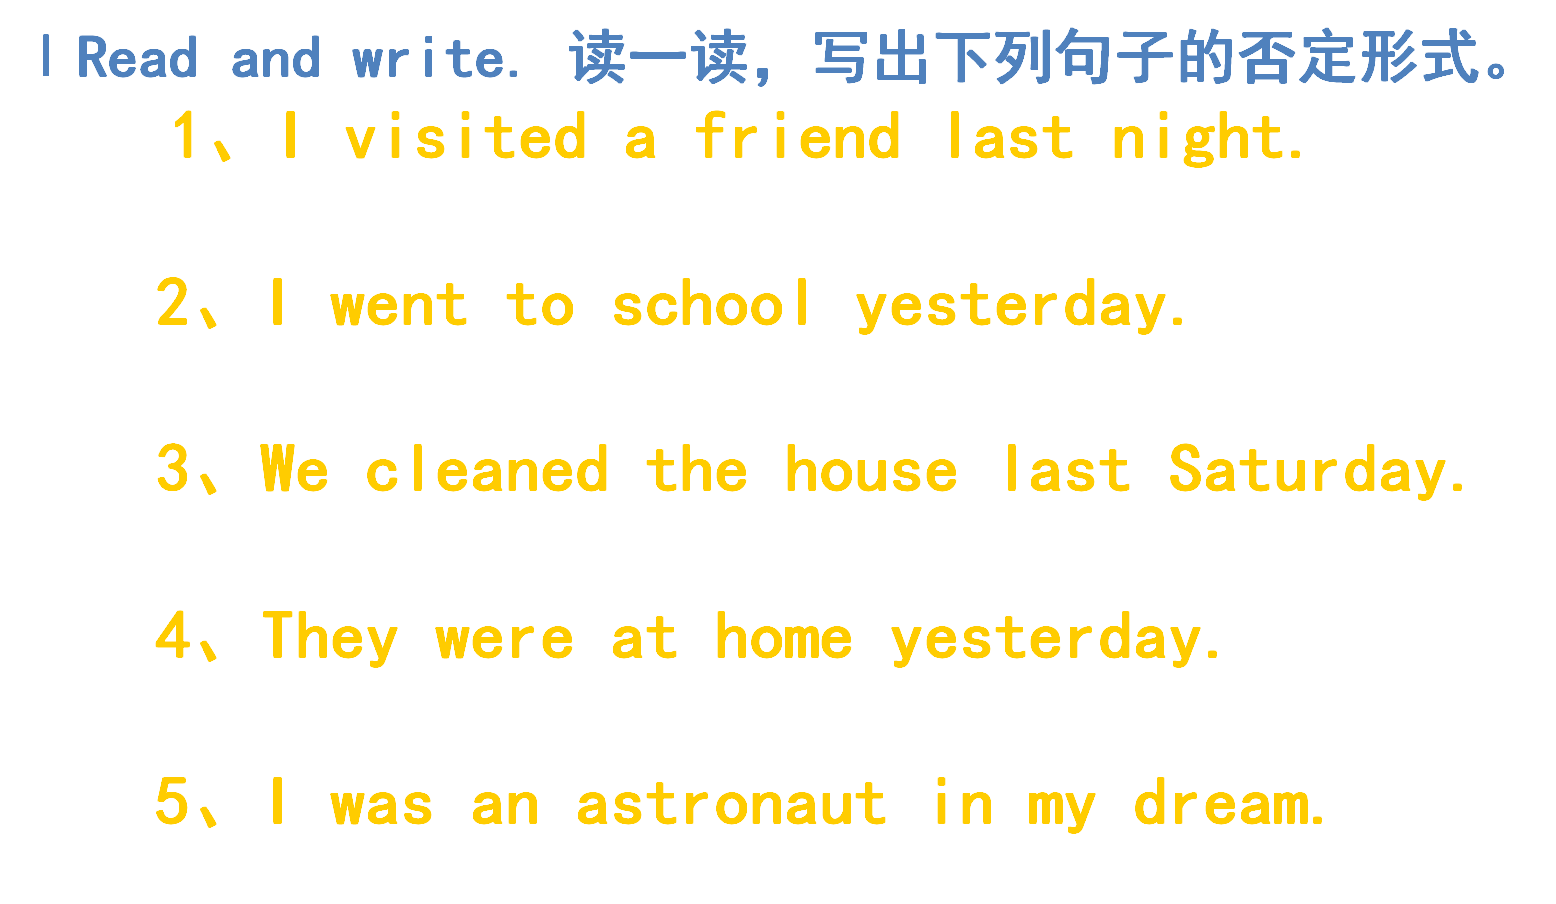 I Read and write. 读一读，写出下列句子的否定形式。
1、I visited a friend last night.
2、I went to school yesterday.
3、We cleaned the house last Saturday.
4、They were at home yesterday.
5、I was an astronaut in my dream.